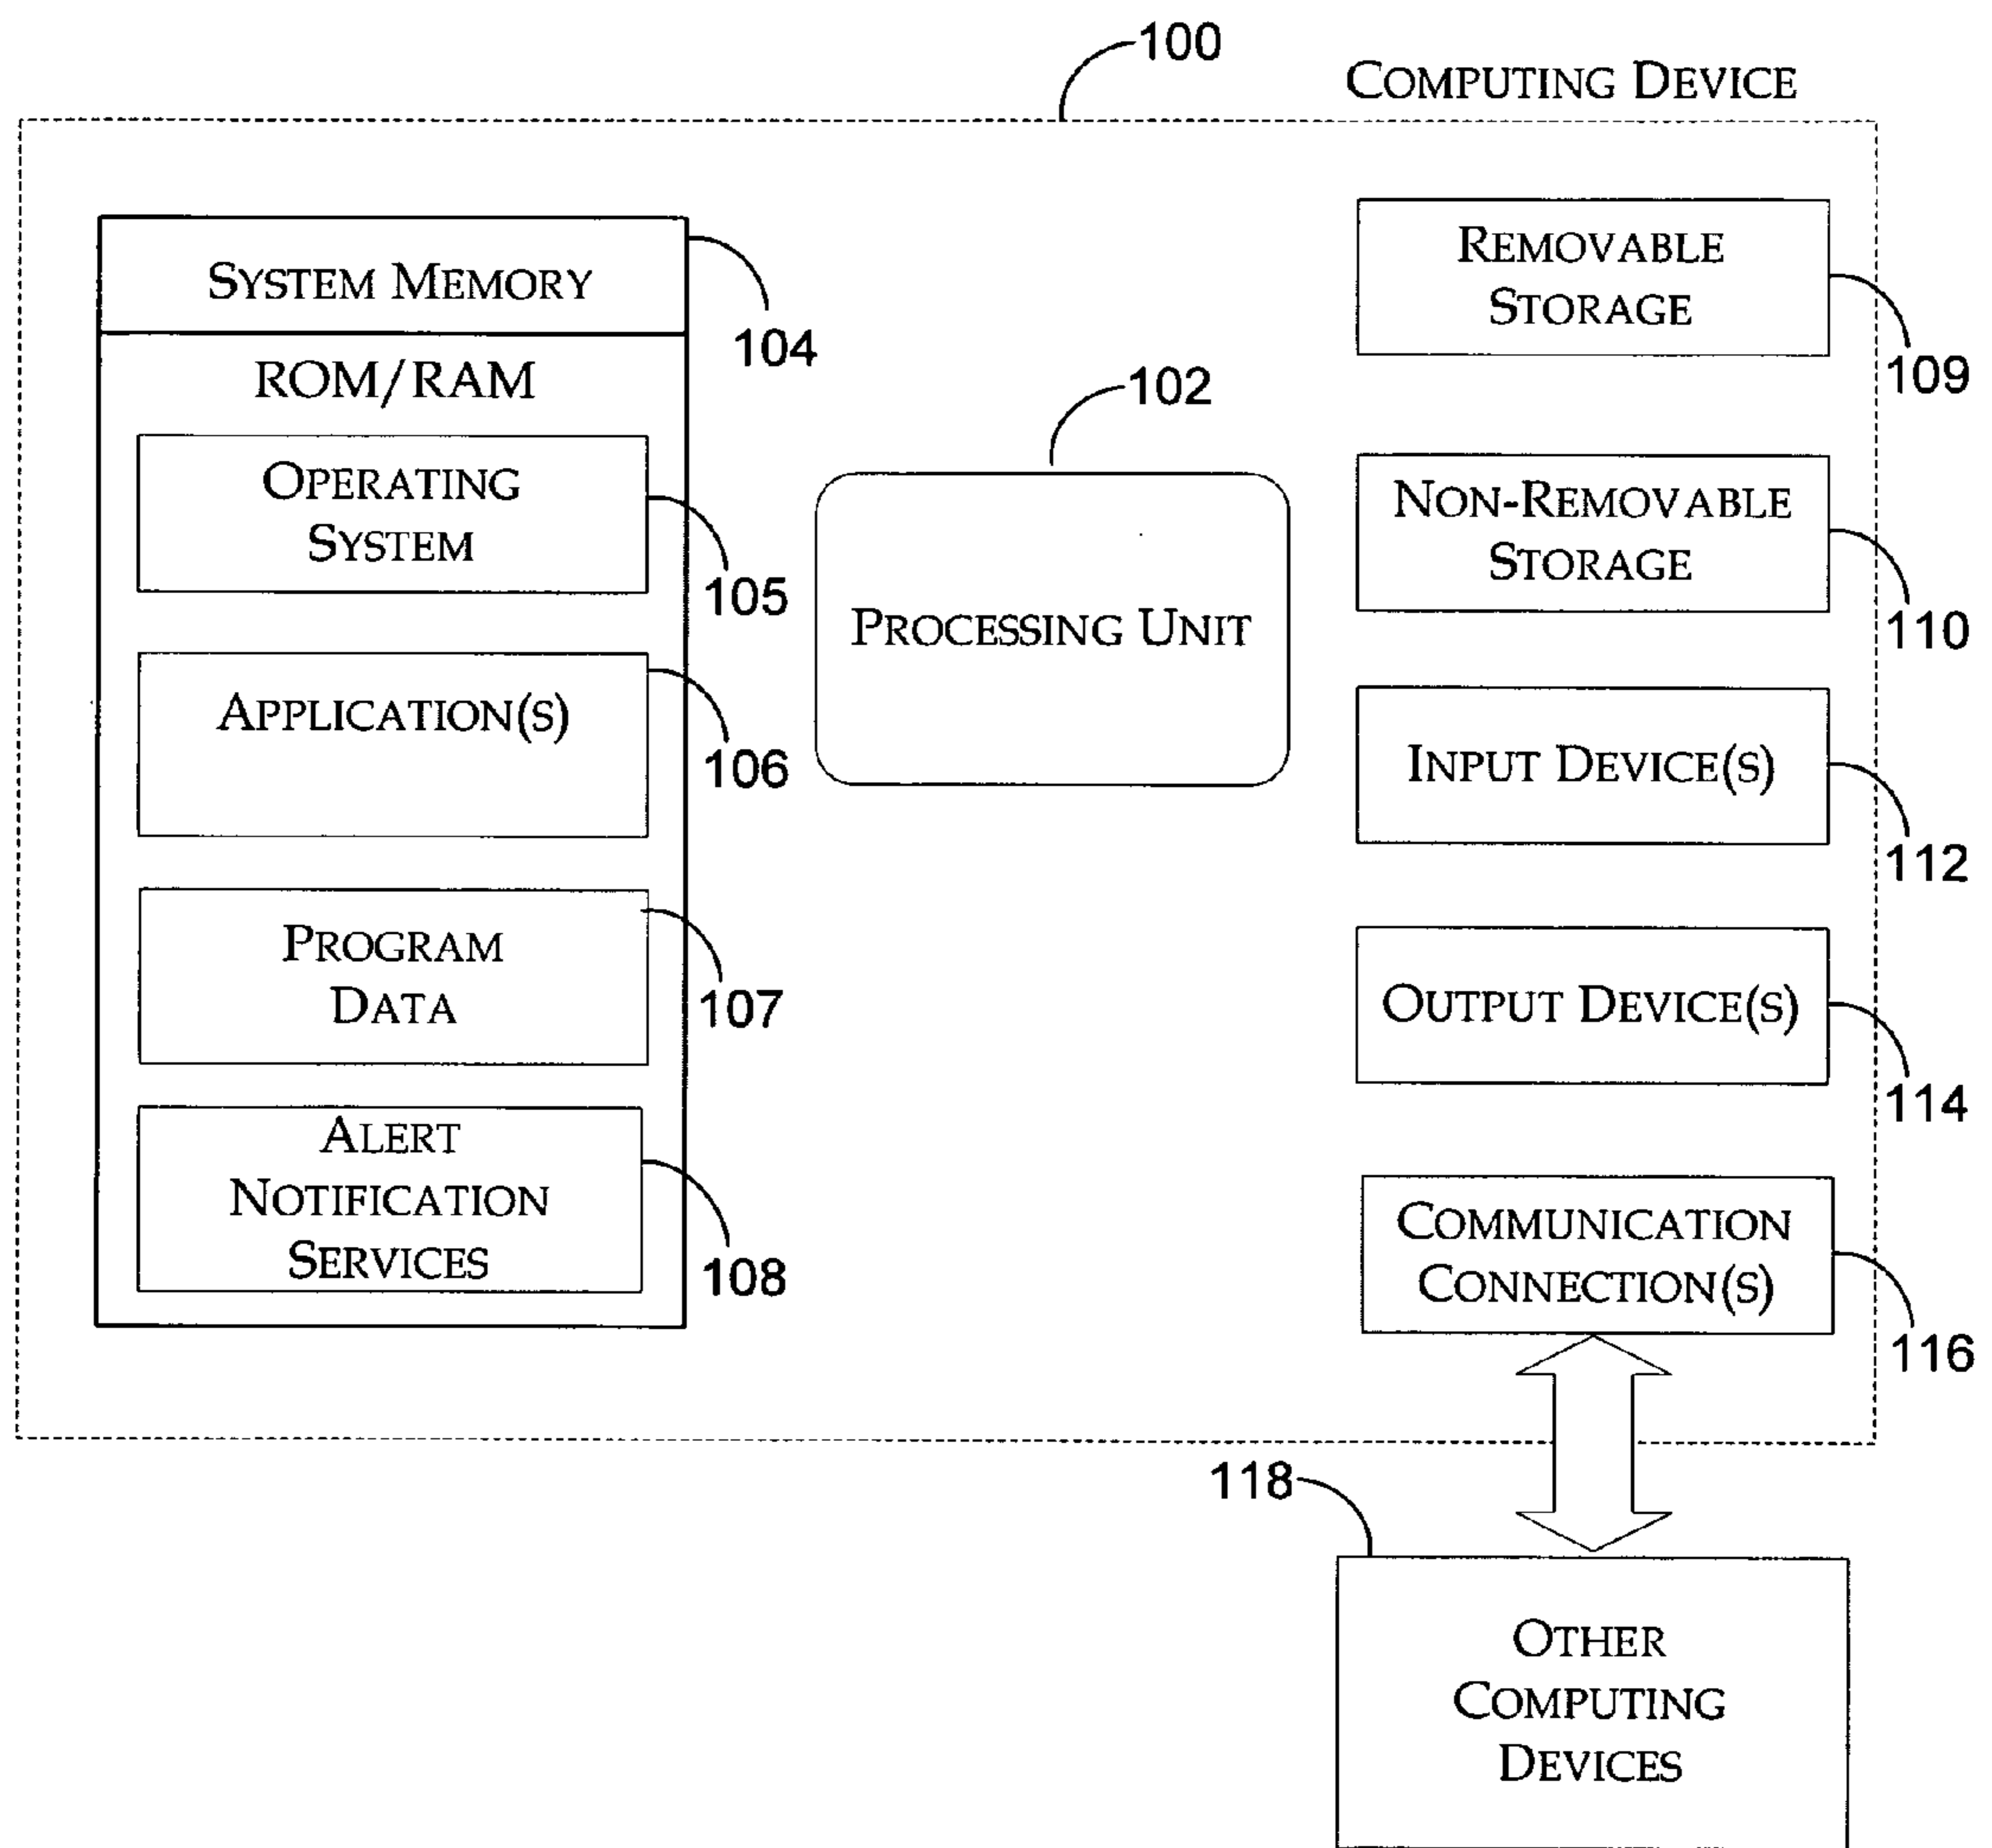 100
COMPUTING DEVICE
SYSTEM MEMORY
104
ROM/RAM
OPERATING
SYSTEM
105
APPLICATION(S)
106
PROGRAM
DATA
107
ALERT
NOTIFICATION
SERVICES
108
102
PROCESSING UNIT
REMOVABLE
STORAGE
109
NON-REMOVABLE
STORAGE
110
INPUT DEVICE(S)
112
OUTPUT DEVICE(S)
114
COMMUNICATION
CONNECTION(S)
116
118
OTHER
COMPUTING
DEVICES